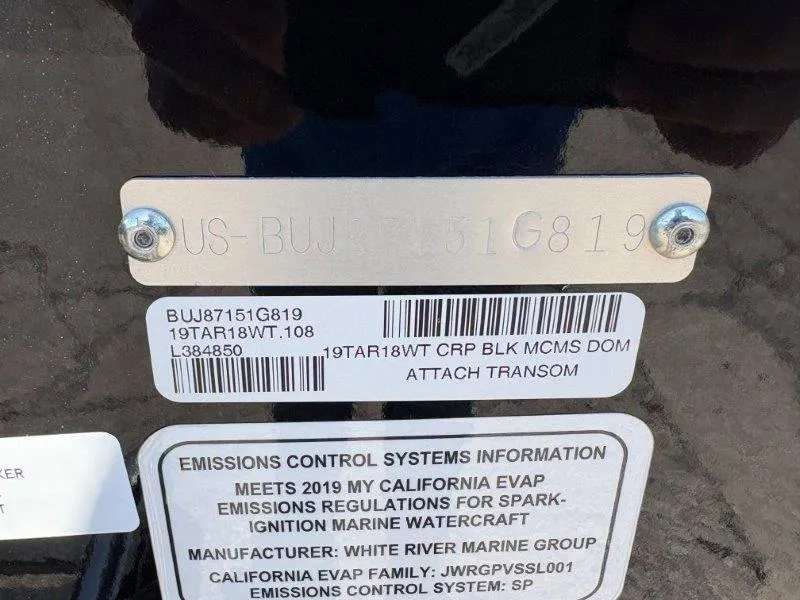 US-BUJ87151G819
BUJ87151G819
19TAR18WT.108
L384850
19TAR18WT CRP BLK MCMS DOM
ATTACH TRANSOM
KER
T
EMISSIONS CONTROL SYSTEMS INFORMATION
MEETS 2019 MY CALIFORNIA EVAP
EMISSIONS REGULATIONS FOR SPARK-
IGNITION MARINE WATERCRAFT
MANUFACTURER: WHITE RIVER MARINE GROUP
CALIFORNIA EVAP FAMILY: JWRGPVSSL001
EMISSIONS CONTROL SYSTEM: SP